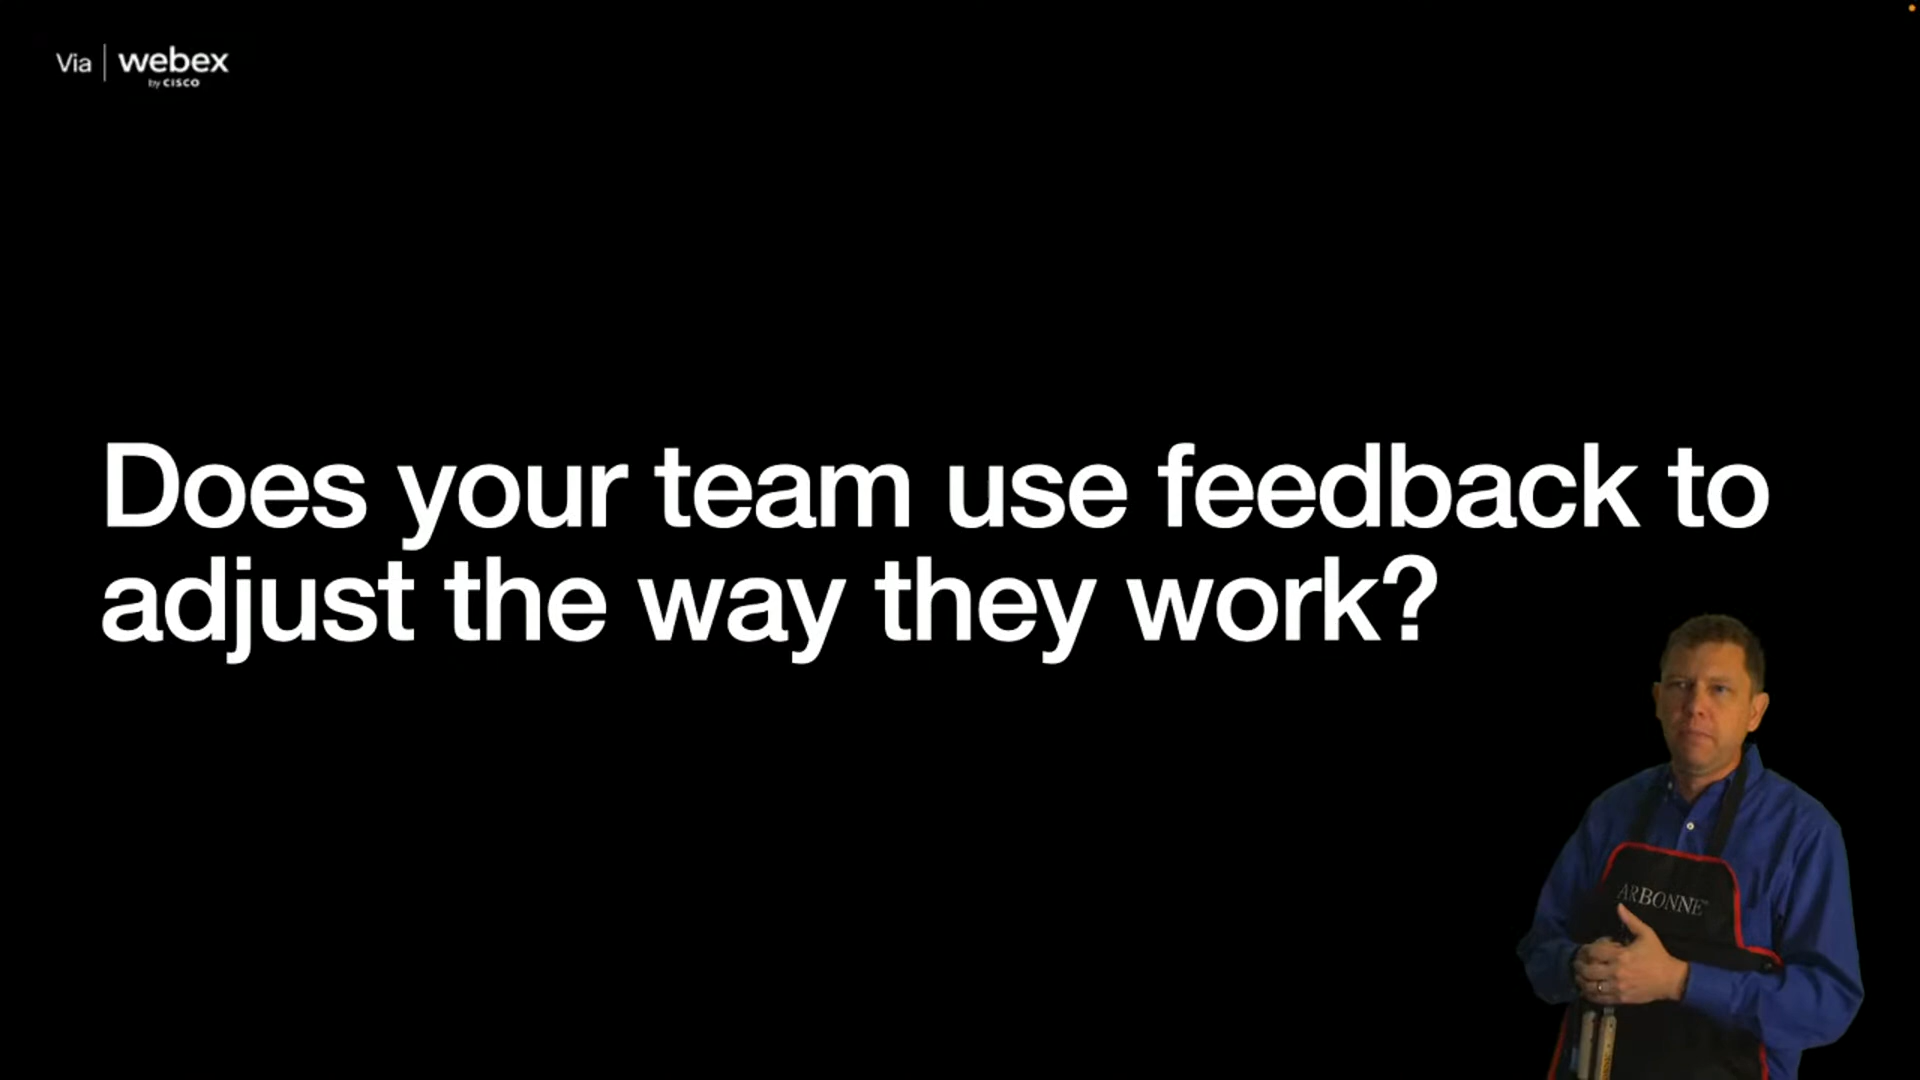 Via | webex
by CISCO
Does your team use feedback to
adjust the way they work?
ARBONNE